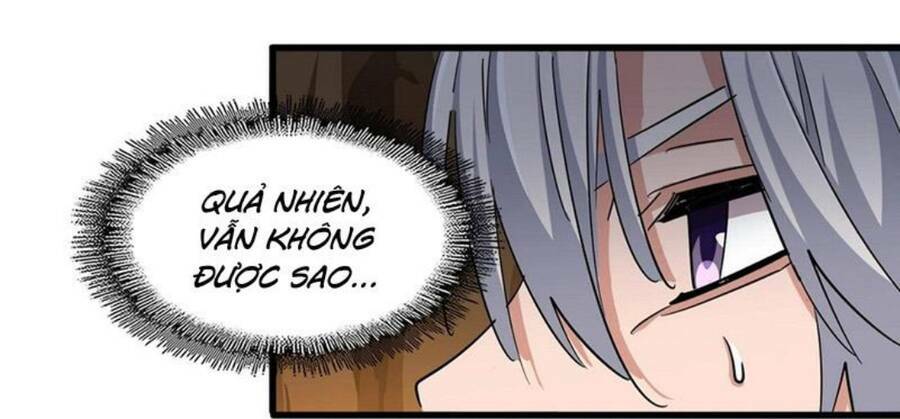 QUẢ NHIÊN,
VẪN KHÔNG
ĐƯỢC SAO...